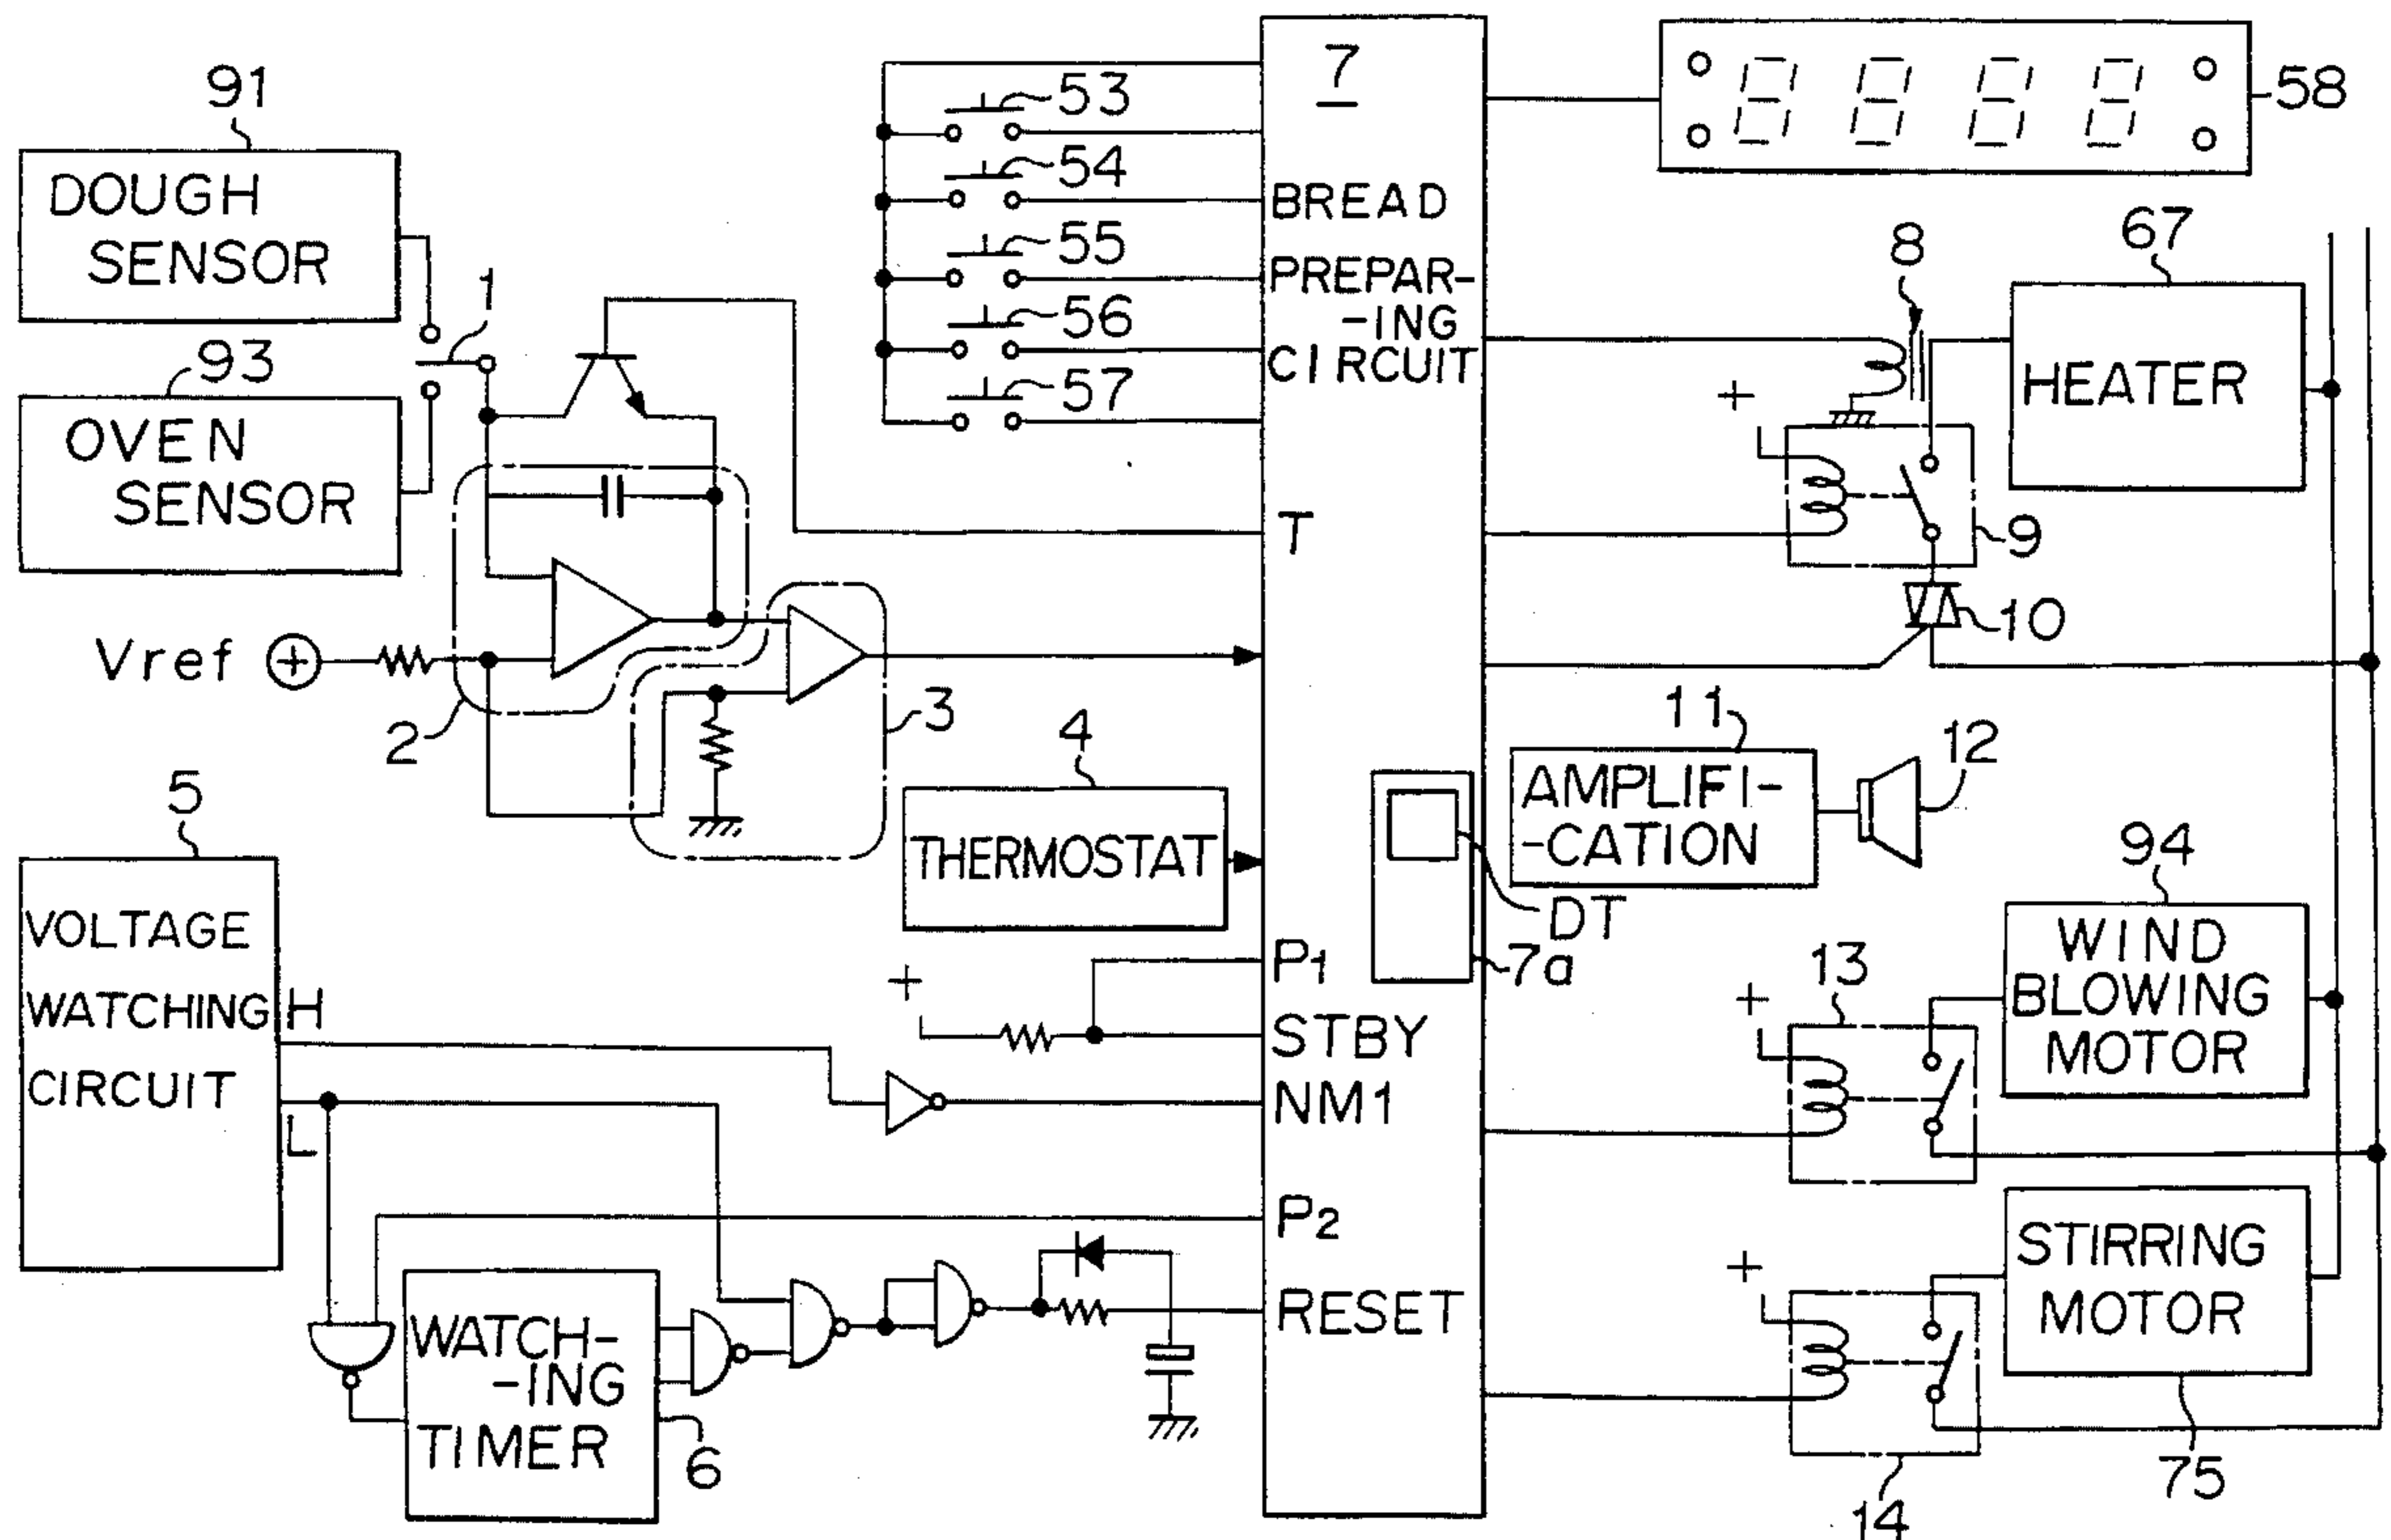 91
DOUGH
SENSOR
1
93
OVEN
SENSOR
Vref
+
2
3
4
THERMOSTAT
5
VOLTAGE
WATCHING
CIRCUIT
H
L
WATCH-
-ING
TIMER
6
53
54
55
56
57
7
BREAD
PREPAR-
-ING
CIRCUIT
T
P1
+
STBY
NM1
P2
RESET
DT
7a
58
8
67
HEATER
+
9
10
11
AMPLIFI-
-CATION
12
94
WIND
BLOWING
MOTOR
13
+
STIRRING
MOTOR
+
75
14